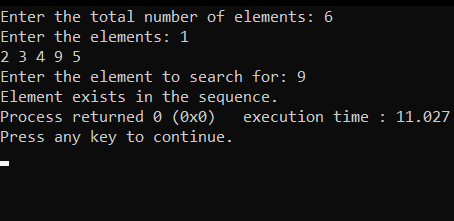 Enter the total number of elements: 6
Enter the elements: 1
2 3 4 9 5
Enter the element to search for: 9
Element exists in the sequence.
Process returned 0 (0x0)   execution time : 11.027
Press any key to continue.